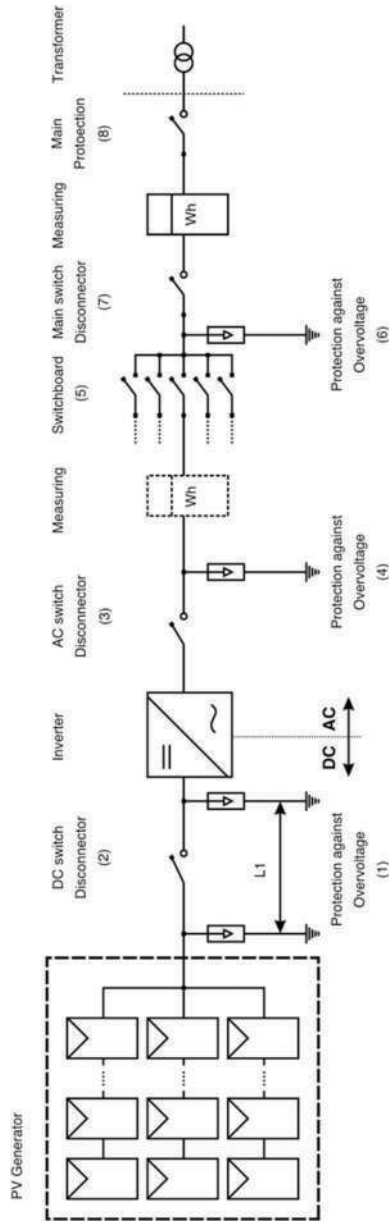 PV Generator
DC switch
Disconnector
(2)
Inverter
AC switch
Disconnector
(3)
Measuring
Switchboard
(5)
Main switch
Disconnector
(7)
Measuring
Main
Protoection
(8)
Transformer
Wh
Wh
L1
DC AC
Protection against
Overvoltage
(1)
Protection against
Overvoltage
(4)
Protection against
Overvoltage
(6)